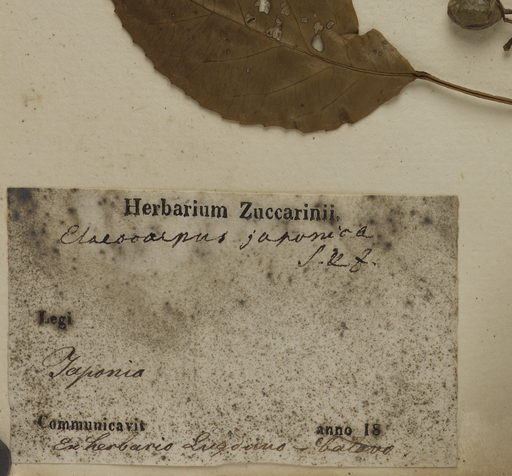 Herbarium Zuccarinii.
Elaeocarpus japonica
S. & Z.
Legi
Japonia
Communicavit anno 18
Ex herbario Lugduno-batavo